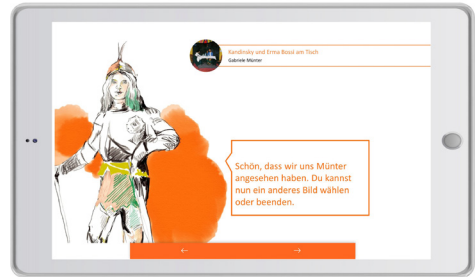 Kandinsky und Erma Bossi am Tisch
Gabriele Münter
Schön, dass wir uns Münter
angesehen haben. Du kannst
nun ein anderes Bild wählen
oder beenden.